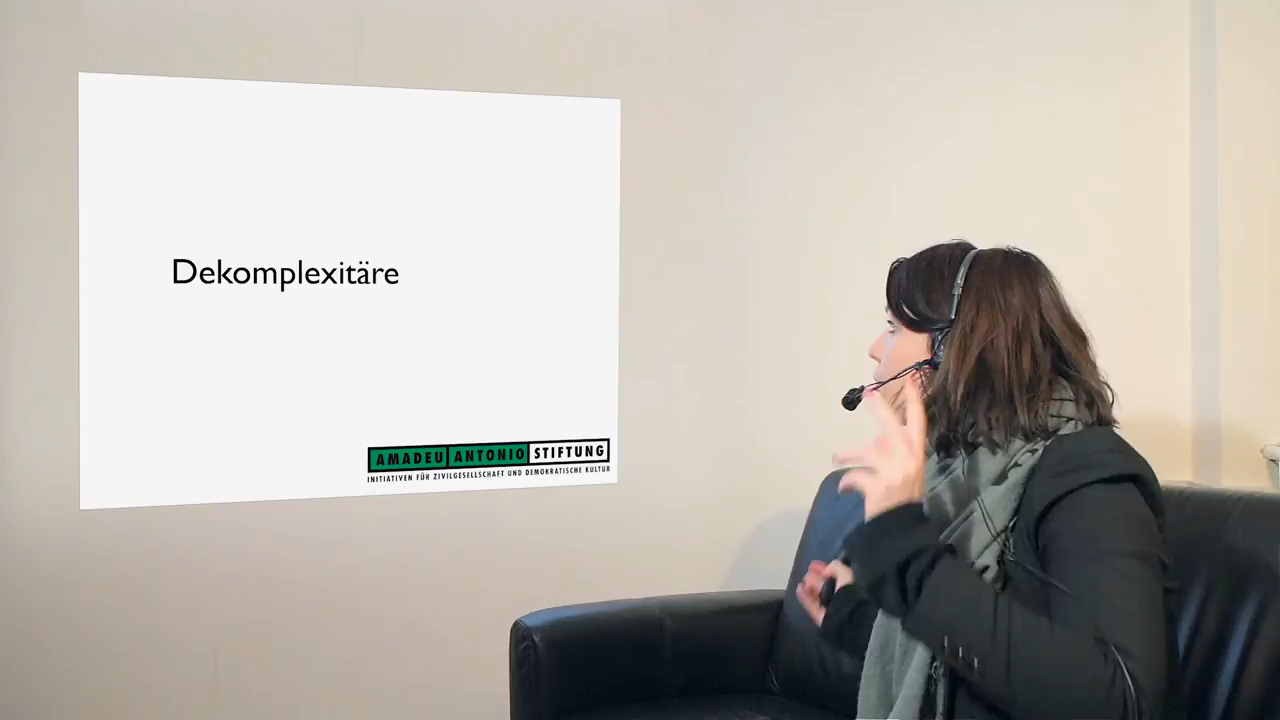 Dekomplexitäre
AMADEU ANTONIO STIFTUNG
INITIATIVEN FÜR ZIVILGESELLSCHAFT UND DEMOKRATISCHE KULTUR